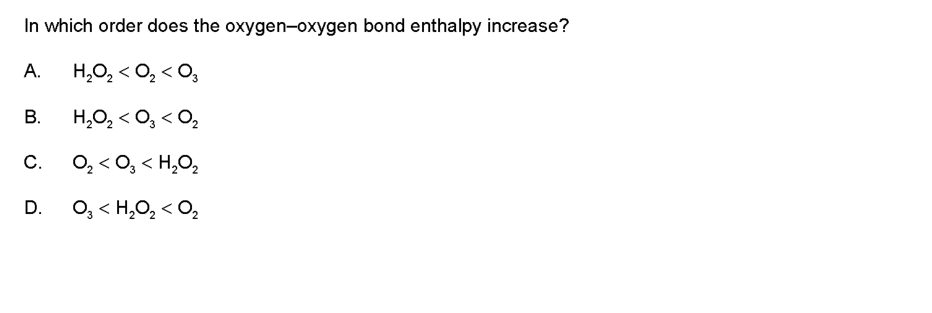 In which order does the oxygen–oxygen bond enthalpy increase?
A. H₂O₂ < O₂ < O₃
B. H₂O₂ < O₃ < O₂
C. O₂ < O₃ < H₂O₂
D. O₃ < H₂O₂ < O₂